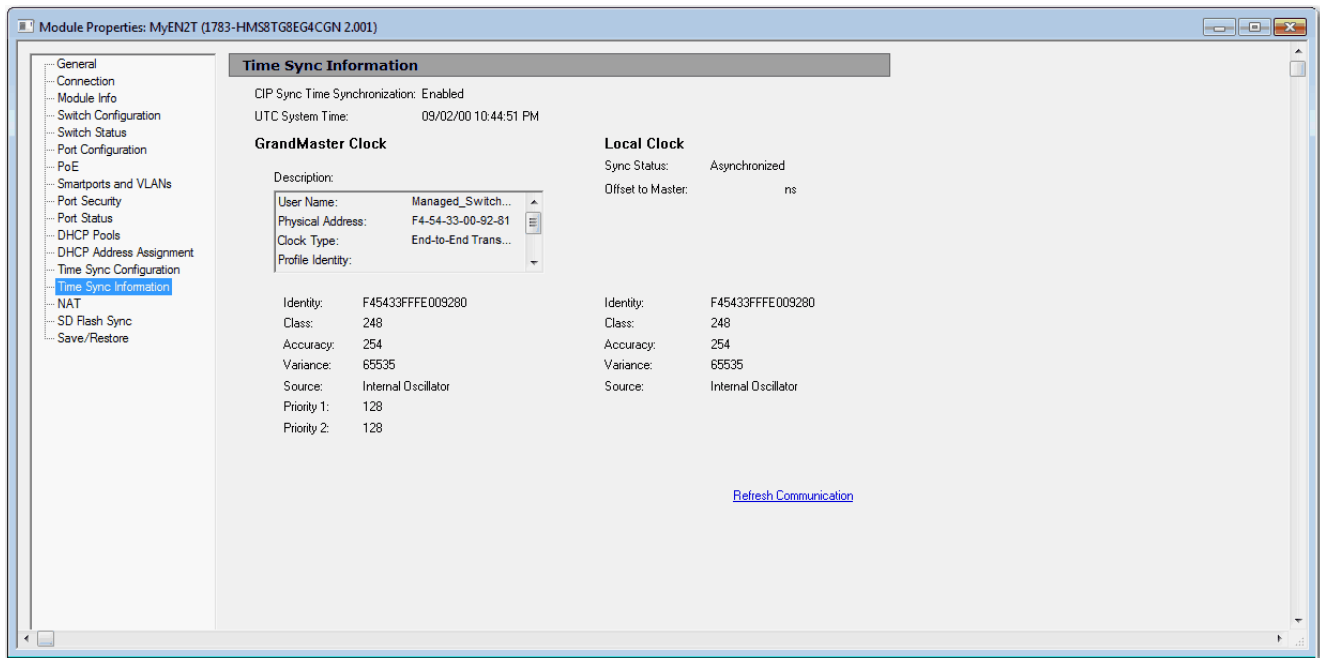 Module Properties: MyEN2T (1783-HMS8TG8EG4CGN 2.001)
General
Connection
Module Info
Switch Configuration
Switch Status
Port Configuration
PoE
Smartports and VLANs
Port Security
Port Status
DHCP Pools
DHCP Address Assignment
Time Sync Configuration
Time Sync Information
NAT
SD Flash Sync
Save/Restore
Time Sync Information
CIP Sync Time Synchronization: Enabled
UTC System Time: 09/02/00 10:44:51 PM
GrandMaster Clock
Description:
User Name: Managed_Switch...
Physical Address: F4-54-33-00-92-81
Clock Type: End-to-End Trans...
Profile Identity:
Identity: F45433FFFE009280
Class: 248
Accuracy: 254
Variance: 65535
Source: Internal Oscillator
Priority 1: 128
Priority 2: 128
Local Clock
Sync Status: Asynchronized
Offset to Master: ns
Identity: F45433FFFE009280
Class: 248
Accuracy: 254
Variance: 65535
Source: Internal Oscillator
Refresh Communication